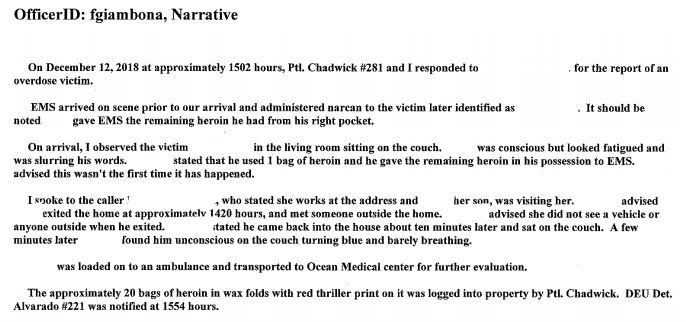 OfficerID: fgiambona, Narrative
On December 12, 2018 at approximately 1502 hours, Ptl. Chadwick #281 and I responded to . for the report of an
overdose victim.
EMS arrived on scene prior to our arrival and administered narcan to the victim later identified as . It should be
noted gave EMS the remaining heroin he had from his right pocket.
On arrival, I observed the victim in the living room sitting on the couch. was conscious but looked fatigued and
was slurring his words. stated that he used 1 bag of heroin and he gave the remaining heroin in his possession to EMS.
advised this wasn't the first time it has happened.
I spoke to the caller , who stated she works at the address and her son, was visiting her. advised
exited the home at approximately 1420 hours, and met someone outside the home. advised she did not see a vehicle or
anyone outside when he exited. stated he came back into the house about ten minutes later and sat on the couch. A few
minutes later found him unconscious on the couch turning blue and barely breathing.
was loaded on to an ambulance and transported to Ocean Medical center for further evaluation.
The approximately 20 bags of heroin in wax folds with red thriller print on it was logged into property by Ptl. Chadwick. DEU Det.
Alvarado #221 was notified at 1554 hours.